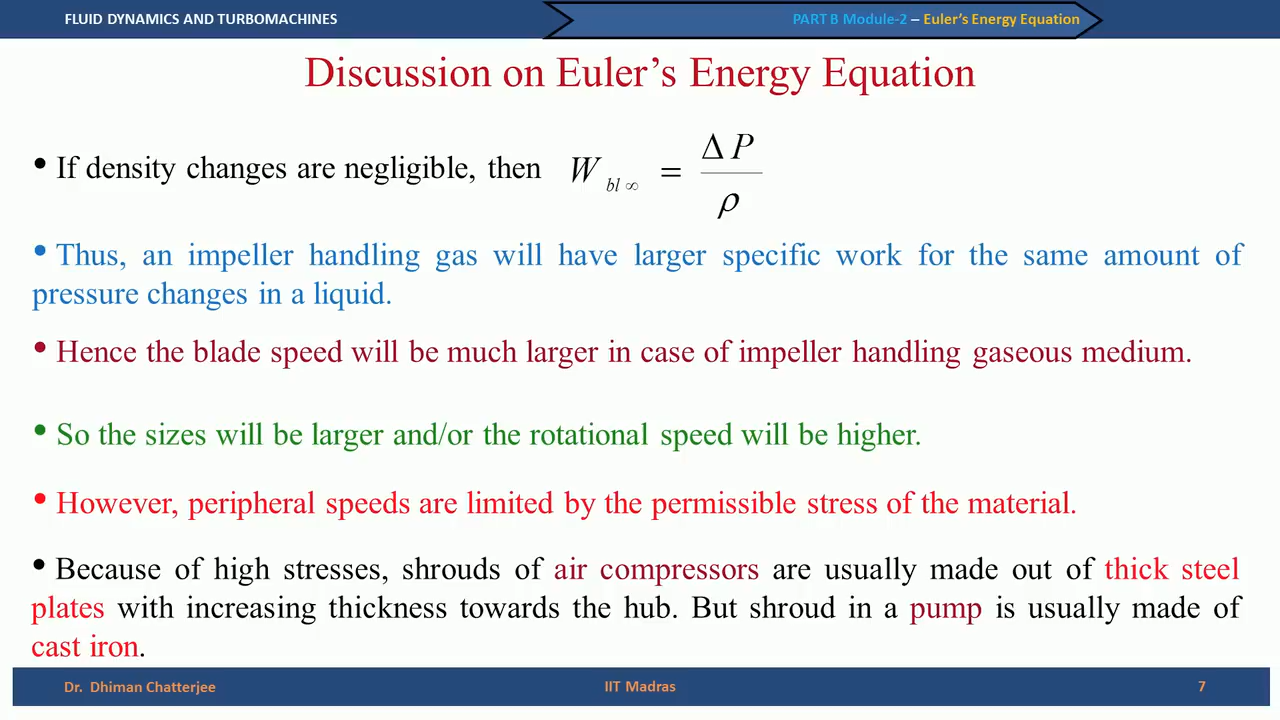 FLUID DYNAMICS AND TURBOMACHINES
PART B Module-2 – Euler's Energy Equation
Discussion on Euler's Energy Equation
• If density changes are negligible, then W bl ∞ = Δ P / ρ
• Thus, an impeller handling gas will have larger specific work for the same amount of
pressure changes in a liquid.
• Hence the blade speed will be much larger in case of impeller handling gaseous medium.
• So the sizes will be larger and/or the rotational speed will be higher.
• However, peripheral speeds are limited by the permissible stress of the material.
• Because of high stresses, shrouds of air compressors are usually made out of thick steel
plates with increasing thickness towards the hub. But shroud in a pump is usually made of
cast iron.
Dr. Dhiman Chatterjee
IIT Madras
7